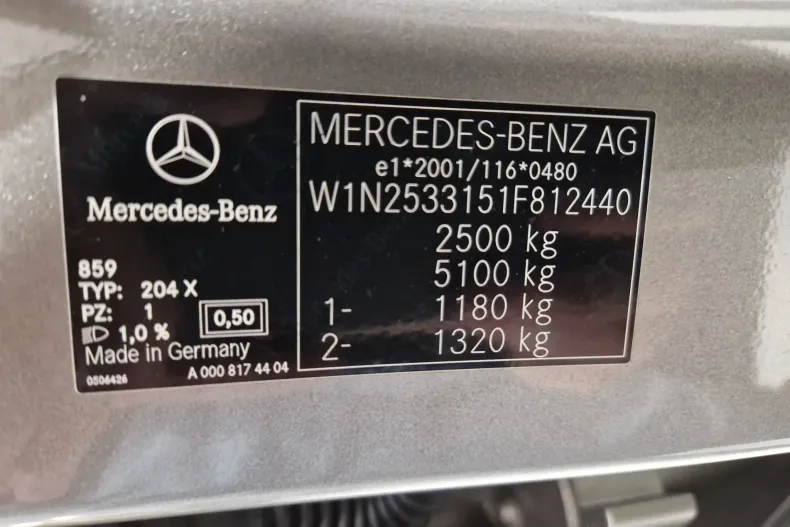 Mercedes-Benz
859
TYP: 204 X
PZ: 1
0,50
1,0 %
Made in Germany
0506426
A 000 817 44 04
MERCEDES-BENZ AG
e1*2001/116*0480
W1N2533151F812440
2500 kg
5100 kg
1- 1180 kg
2- 1320 kg